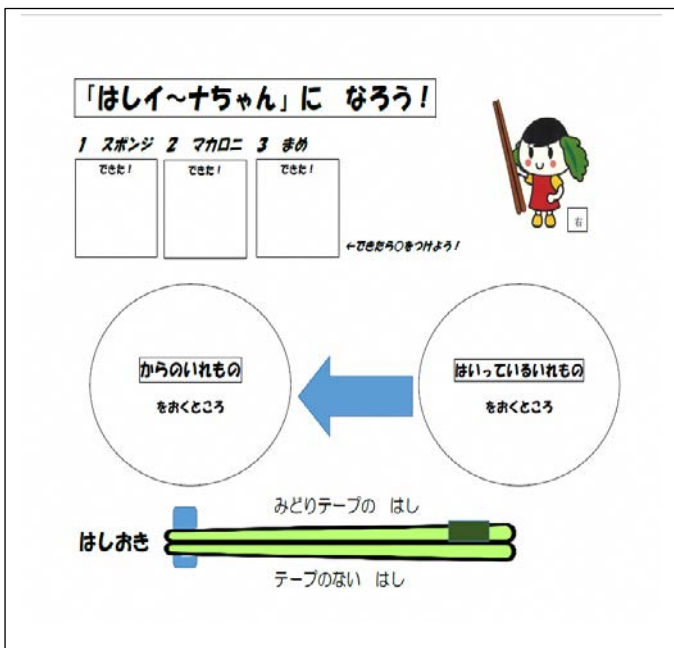 「はしイ～ナちゃん」に なろう！
1 スポンジ 2 マカロニ 3 まめ
できた！ できた！ できた！
右
←できたら○をつけよう！
からのいれもの
をおくところ
はいっているいれもの
をおくところ
みどりテープの はし
はしおき
テープのない はし